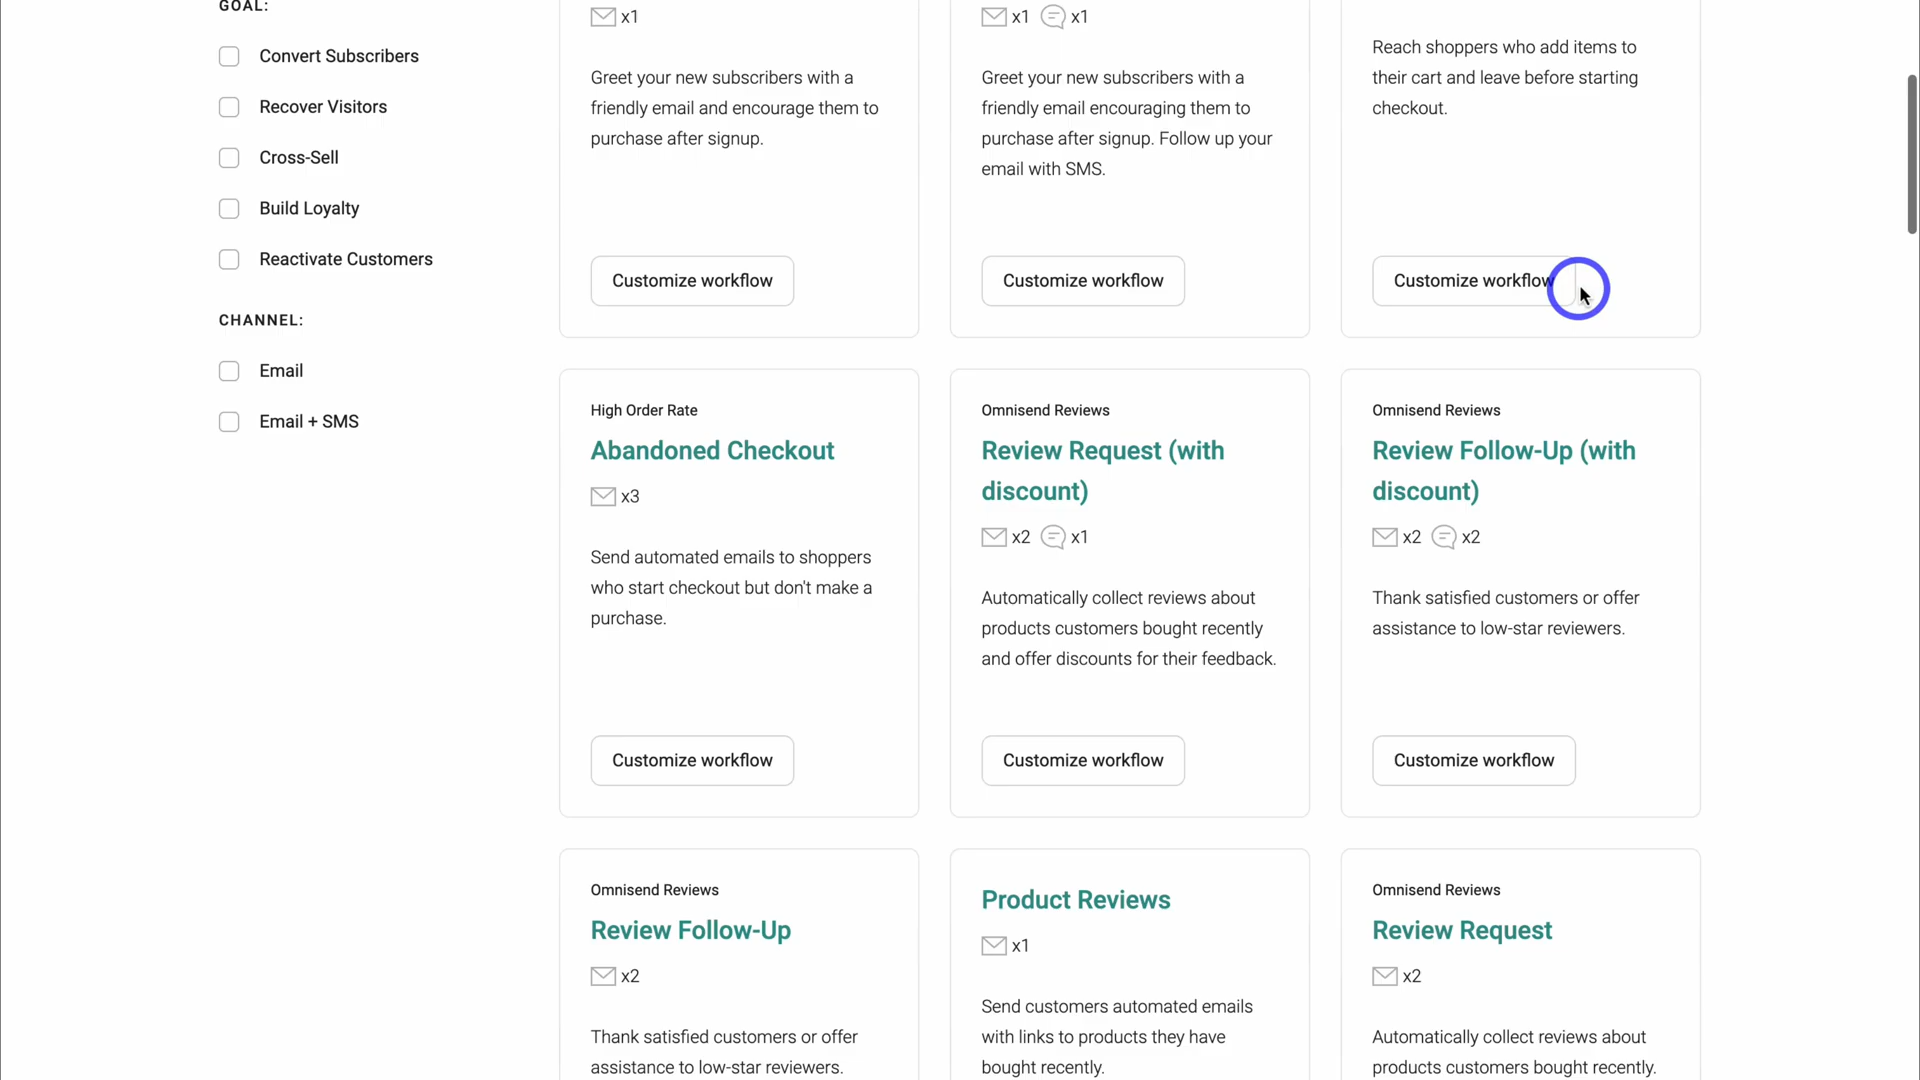 GOAL:
Convert Subscribers
Recover Visitors
Cross-Sell
Build Loyalty
Reactivate Customers
CHANNEL:
Email
Email + SMS
x1
Greet your new subscribers with a
friendly email and encourage them to
purchase after signup.
Customize workflow
x1 x1
Greet your new subscribers with a
friendly email encouraging them to
purchase after signup. Follow up your
email with SMS.
Customize workflow
Reach shoppers who add items to
their cart and leave before starting
checkout.
Customize workflow
High Order Rate
Abandoned Checkout
x3
Send automated emails to shoppers
who start checkout but don't make a
purchase.
Customize workflow
Omnisend Reviews
Review Request (with
discount)
x2 x1
Automatically collect reviews about
products customers bought recently
and offer discounts for their feedback.
Customize workflow
Omnisend Reviews
Review Follow-Up (with
discount)
x2 x2
Thank satisfied customers or offer
assistance to low-star reviewers.
Customize workflow
Omnisend Reviews
Review Follow-Up
x2
Thank satisfied customers or offer
assistance to low-star reviewers.
Product Reviews
x1
Send customers automated emails
with links to products they have
bought recently.
Omnisend Reviews
Review Request
x2
Automatically collect reviews about
products customers bought recently.